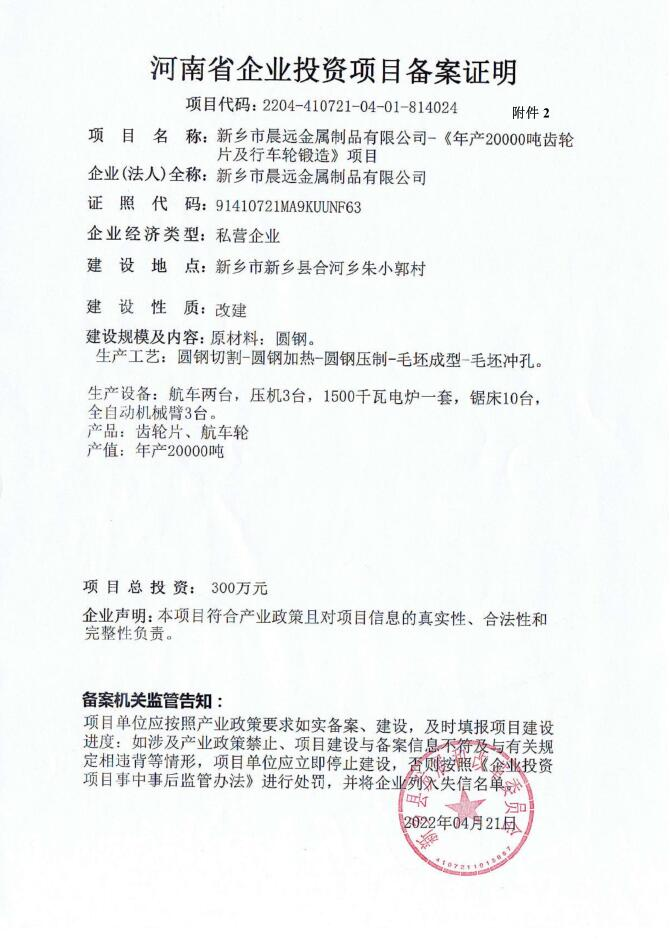 河南省企业投资项目备案证明
项目代码：2204-410721-04-01-814024
附件 2
项目名称：新乡市晨远金属制品有限公司-《年产20000吨齿轮
片及行车轮锻造》项目
企业(法人)全称：新乡市晨远金属制品有限公司
证照代码：91410721MA9KUUNF63
企业经济类型：私营企业
建设地点：新乡市新乡县合河乡朱小郭村
建设性质：改建
建设规模及内容：原材料：圆钢。
生产工艺：圆钢切割-圆钢加热-圆钢压制-毛坯成型-毛坯冲孔。
生产设备：航车两台，压机3台，1500千瓦电炉一套，锯床10台，
全自动机械臂3台。
产品：齿轮片、航车轮
产值：年产20000吨
项目总投资：300万元
企业声明：本项目符合产业政策且对项目信息的真实性、合法性和
完整性负责。
备案机关监管告知：
项目单位应按照产业政策要求如实备案、建设，及时填报项目建设
进度：如涉及产业政策禁止、项目建设与备案信息不符及与有关规
定相违背等情形，项目单位应立即停止建设，否则按照《企业投资
项目事中事后监管办法》进行处罚，并将企业列入失信名单。
2022年04月21日